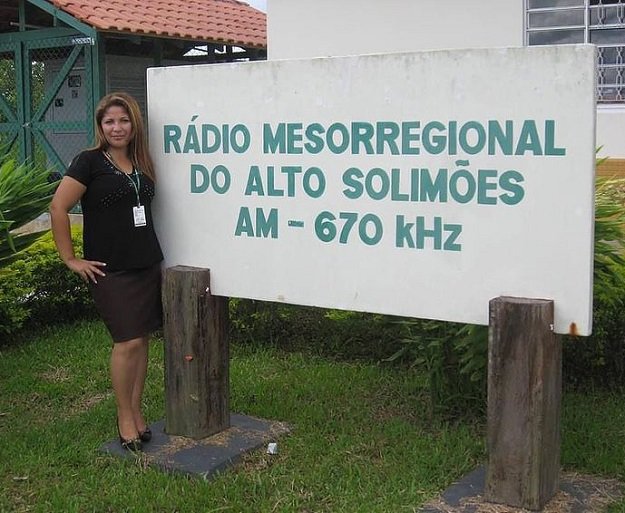 RÁDIO MESORREGIONAL
DO ALTO SOLIMÕES
AM - 670 kHz